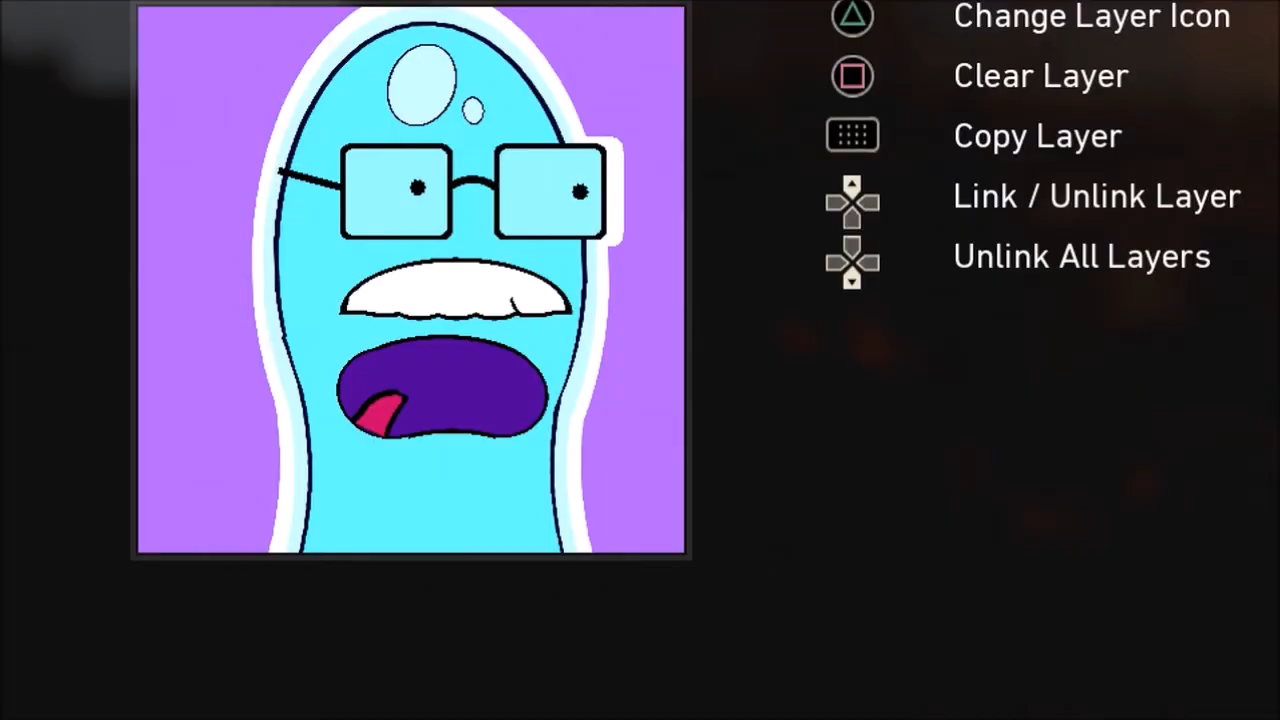 Change Layer Icon
Clear Layer
Copy Layer
Link / Unlink Layer
Unlink All Layers